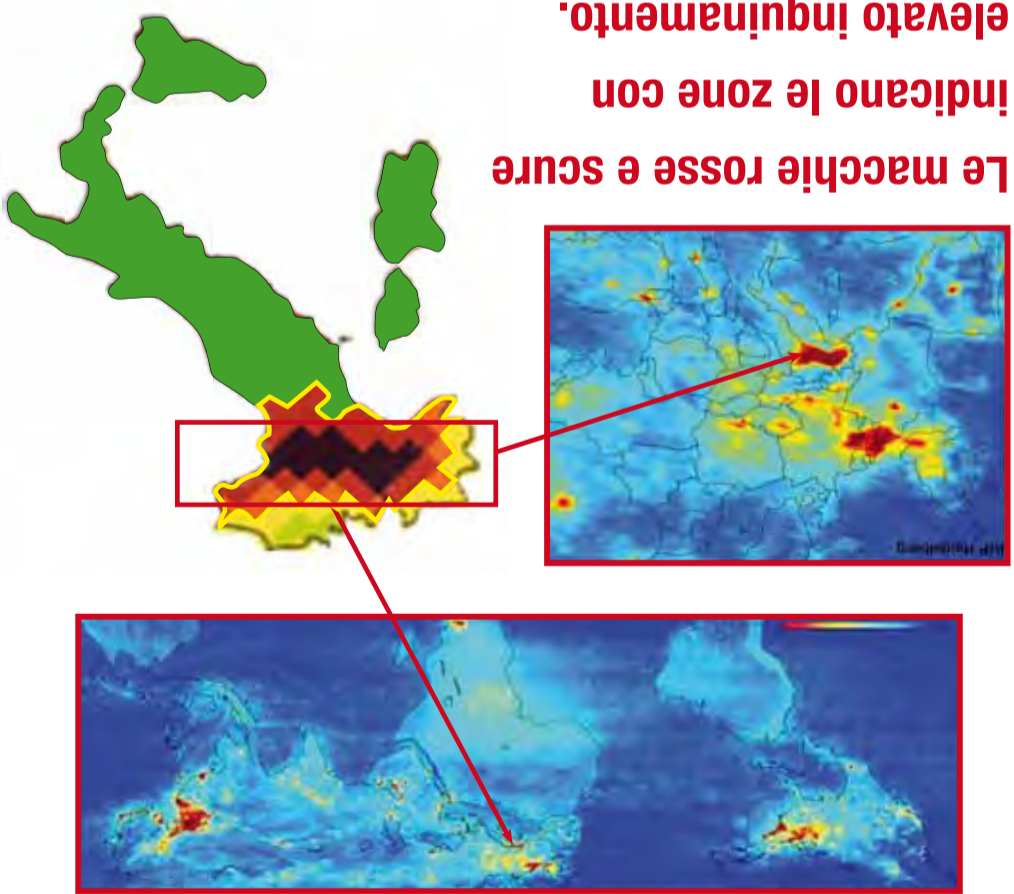 Le macchie rosse e scure
indicano le zone con
elevato inquinamento.